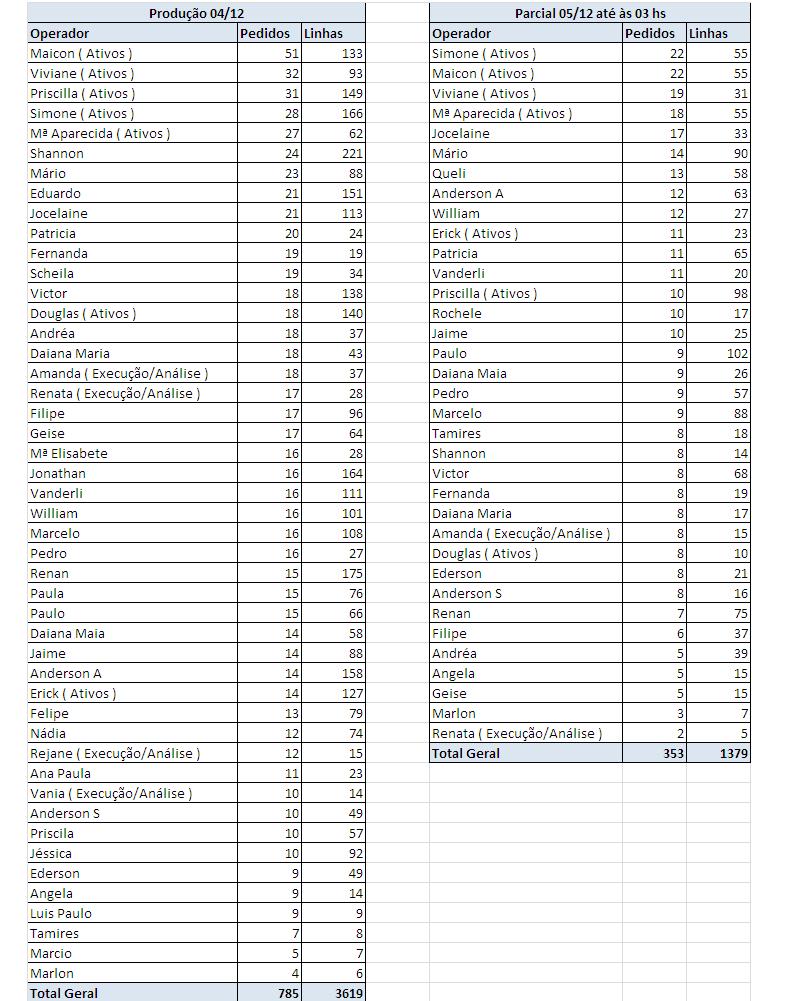 Produção 04/12
Operador Pedidos Linhas
Maicon ( Ativos ) 51 133
Viviane ( Ativos ) 32 93
Priscilla ( Ativos ) 31 149
Simone ( Ativos ) 28 166
Mª Aparecida ( Ativos ) 27 62
Shannon 24 221
Mário 23 88
Eduardo 21 151
Jocelaine 21 113
Patricia 20 24
Fernanda 19 19
Scheila 19 34
Victor 18 138
Douglas ( Ativos ) 18 140
Andréa 18 37
Daiana Maria 18 43
Amanda ( Execução/Análise ) 18 37
Renata ( Execução/Análise ) 17 28
Filipe 17 96
Geise 17 64
Mª Elisabete 16 28
Jonathan 16 164
Vanderli 16 111
William 16 101
Marcelo 16 108
Pedro 16 27
Renan 15 175
Paula 15 76
Paulo 15 66
Daiana Maia 14 58
Jaime 14 88
Anderson A 14 158
Erick ( Ativos ) 14 127
Felipe 13 79
Nádia 12 74
Rejane ( Execução/Análise ) 12 15
Ana Paula 11 23
Vania ( Execução/Análise ) 10 14
Anderson S 10 49
Priscila 10 57
Jéssica 10 92
Ederson 9 49
Angela 9 14
Luis Paulo 9 9
Tamires 7 8
Marcio 5 7
Marlon 4 6
Total Geral 785 3619
Parcial 05/12 até às 03 hs
Operador Pedidos Linhas
Simone ( Ativos ) 22 55
Maicon ( Ativos ) 22 55
Viviane ( Ativos ) 19 31
Mª Aparecida ( Ativos ) 18 55
Jocelaine 17 33
Mário 14 90
Queli 13 58
Anderson A 12 63
William 12 27
Erick ( Ativos ) 11 23
Patricia 11 65
Vanderli 11 20
Priscilla ( Ativos ) 10 98
Rochele 10 17
Jaime 10 25
Paulo 9 102
Daiana Maia 9 26
Pedro 9 57
Marcelo 9 88
Tamires 8 18
Shannon 8 14
Victor 8 68
Fernanda 8 19
Daiana Maria 8 17
Amanda ( Execução/Análise ) 8 15
Douglas ( Ativos ) 8 10
Ederson 8 21
Anderson S 8 16
Renan 7 75
Filipe 6 37
Andréa 5 39
Angela 5 15
Geise 5 15
Marlon 3 7
Renata ( Execução/Análise ) 2 5
Total Geral 353 1379